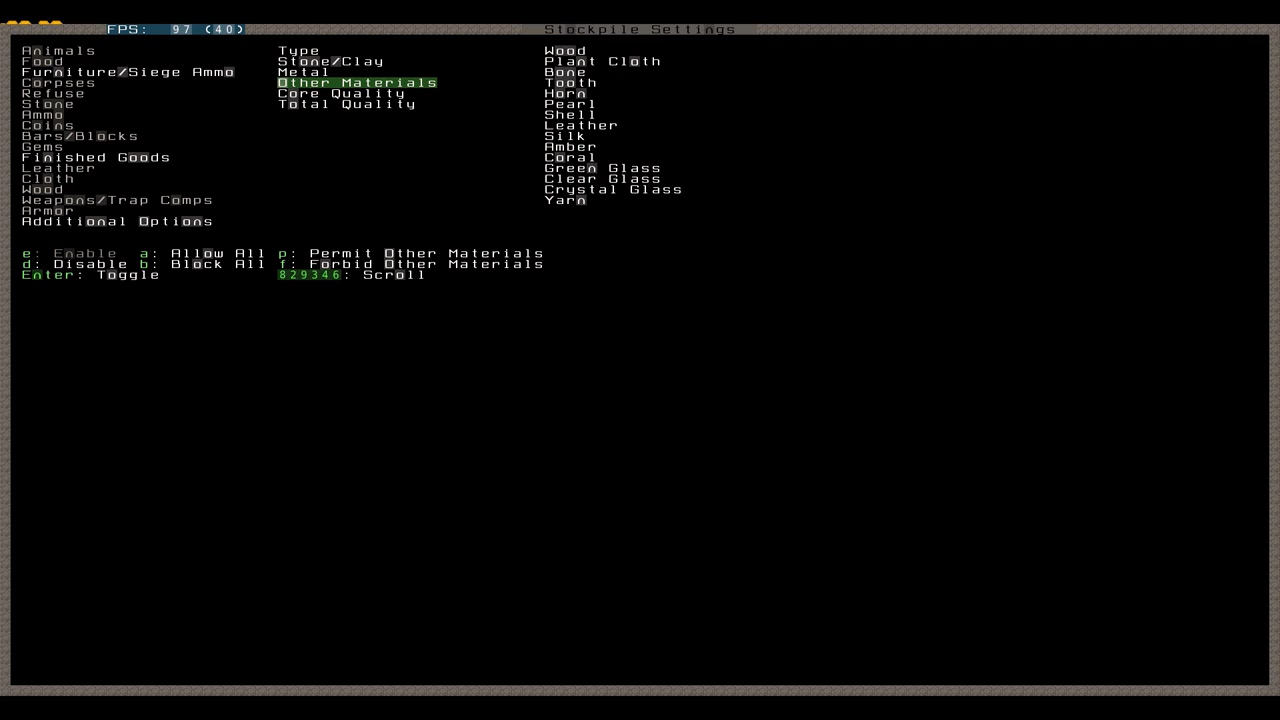 FPS: 97 (40) Stockpile Settings
Animals Type Wood
Food Stone/Clay Plant Cloth
Furniture/Siege Ammo Metal Bone
Corpses Other Materials Tooth
Refuse Core Quality Horn
Stone Total Quality Pearl
Ammo Shell
Coins Leather
Bars/Blocks Silk
Gems Amber
Finished Goods Coral
Leather Green Glass
Cloth Clear Glass
Wood Crystal Glass
Weapons/Trap Comps Yarn
Armor
Additional Options
e: Enable a: Allow All p: Permit Other Materials
d: Disable b: Block All f: Forbid Other Materials
Enter: Toggle 829346: Scroll